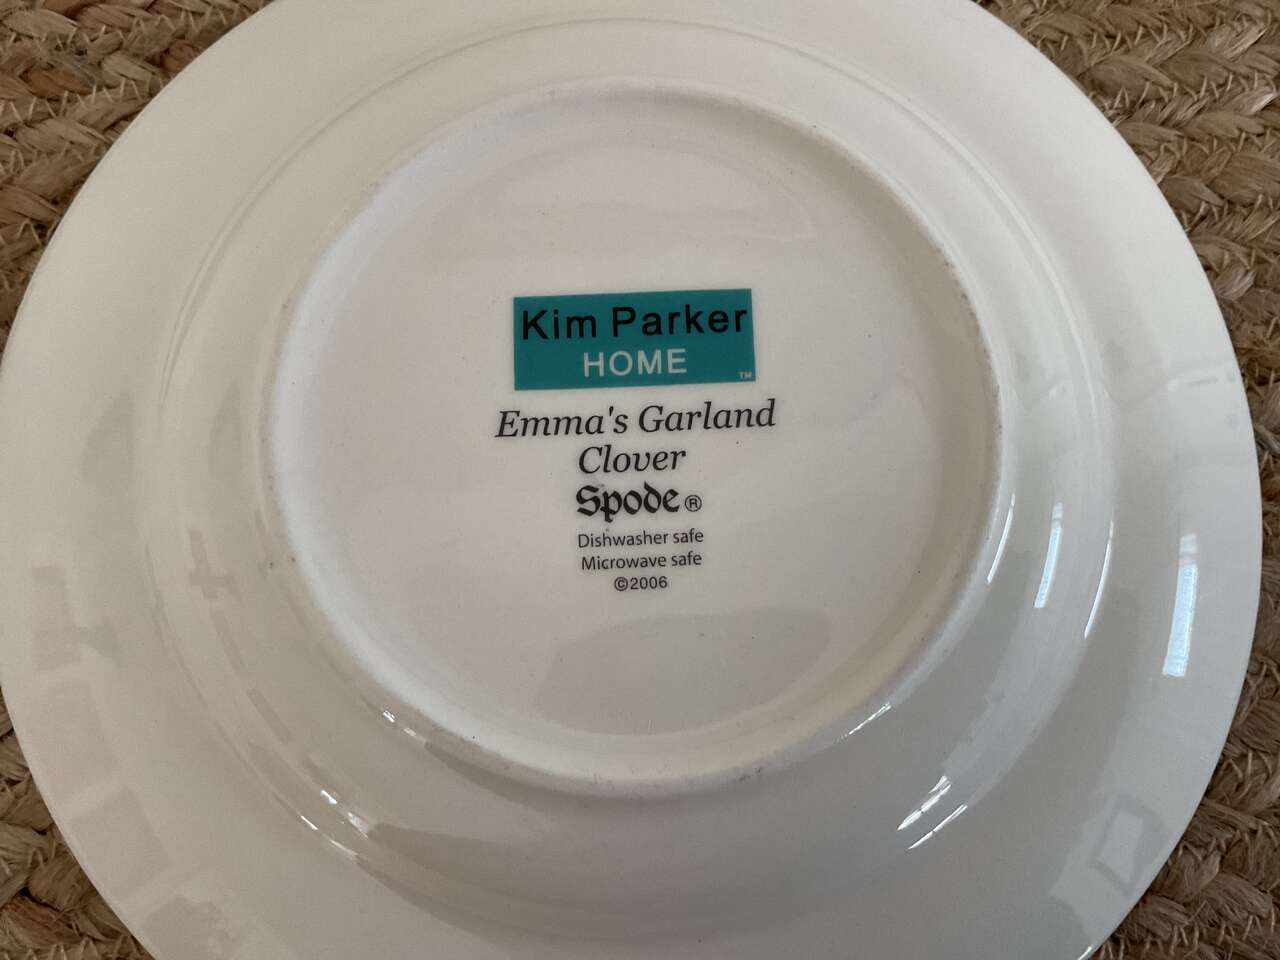 Kim Parker
HOME
TM
Emma's Garland
Clover
Spode®
Dishwasher safe
Microwave safe
©2006